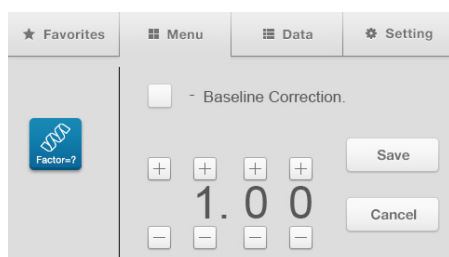 Favorites
Menu
Data
Setting
- Baseline Correction.
Factor=?
Save
+ + + +
1.00
− − − −
Cancel